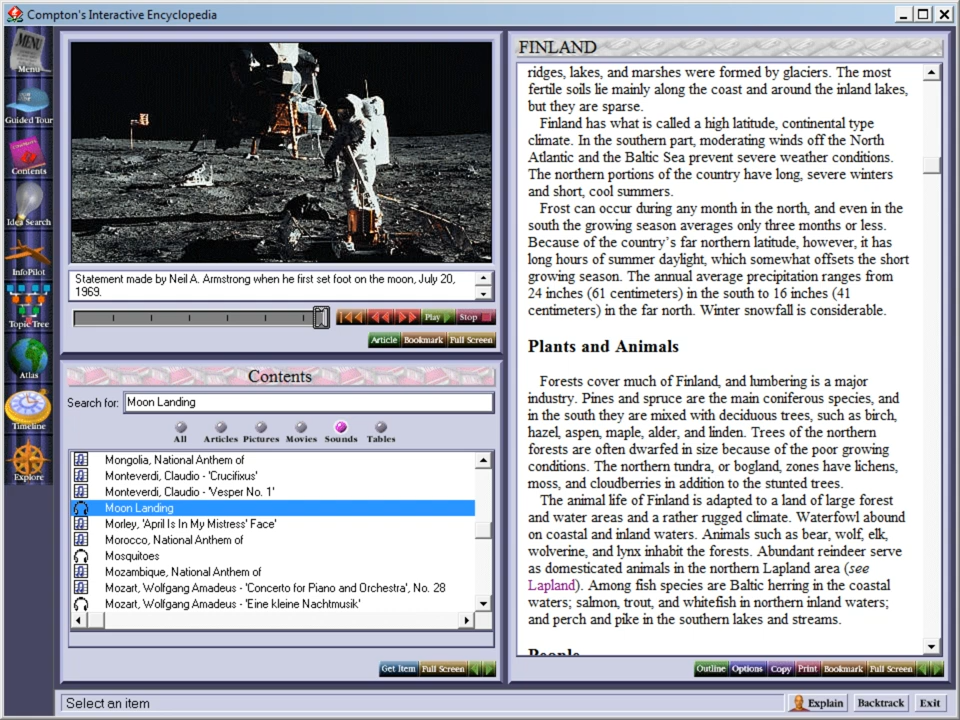 Compton's Interactive Encyclopedia
MENU
Menu
Guided Tour
Contents
Idea Search
InfoPilot
Topic Tree
Atlas
Timeline
Explore
Statement made by Neil A. Armstrong when he first set foot on the moon, July 20,
1969.
Play Stop
Article Bookmark Full Screen
Contents
Search for: Moon Landing
All Articles Pictures Movies Sounds Tables
Mongolia, National Anthem of
Monteverdi, Claudio - 'Crucifixus'
Monteverdi, Claudio - 'Vesper No. 1'
Moon Landing
Morley, 'April Is In My Mistress' Face'
Morocco, National Anthem of
Mosquitoes
Mozambique, National Anthem of
Mozart, Wolfgang Amadeus - 'Concerto for Piano and Orchestra', No. 28
Mozart, Wolfgang Amadeus - 'Eine kleine Nachtmusik'
Get Item Full Screen
FINLAND
ridges, lakes, and marshes were formed by glaciers. The most
fertile soils lie mainly along the coast and around the inland lakes,
but they are sparse.
Finland has what is called a high latitude, continental type
climate. In the southern part, moderating winds off the North
Atlantic and the Baltic Sea prevent severe weather conditions.
The northern portions of the country have long, severe winters
and short, cool summers.
Frost can occur during any month in the north, and even in the
south the growing season averages only three months or less.
Because of the country's far northern latitude, however, it has
long hours of summer daylight, which somewhat offsets the short
growing season. The annual average precipitation ranges from
24 inches (61 centimeters) in the south to 16 inches (41
centimeters) in the far north. Winter snowfall is considerable.
Plants and Animals
Forests cover much of Finland, and lumbering is a major
industry. Pines and spruce are the main coniferous species, and
in the south they are mixed with deciduous trees, such as birch,
hazel, aspen, maple, alder, and linden. Trees of the northern
forests are often dwarfed in size because of the poor growing
conditions. The northern tundra, or bogland, zones have lichens,
moss, and cloudberries in addition to the stunted trees.
The animal life of Finland is adapted to a land of large forest
and water areas and a rather rugged climate. Waterfowl abound
on coastal and inland waters. Animals such as bear, wolf, elk,
wolverine, and lynx inhabit the forests. Abundant reindeer serve
as domesticated animals in the northern Lapland area (see
Lapland). Among fish species are Baltic herring in the coastal
waters; salmon, trout, and whitefish in northern inland waters;
and perch and pike in the southern lakes and streams.
People
Outline Options Copy Print Bookmark Full Screen
Select an item
Explain Backtrack Exit